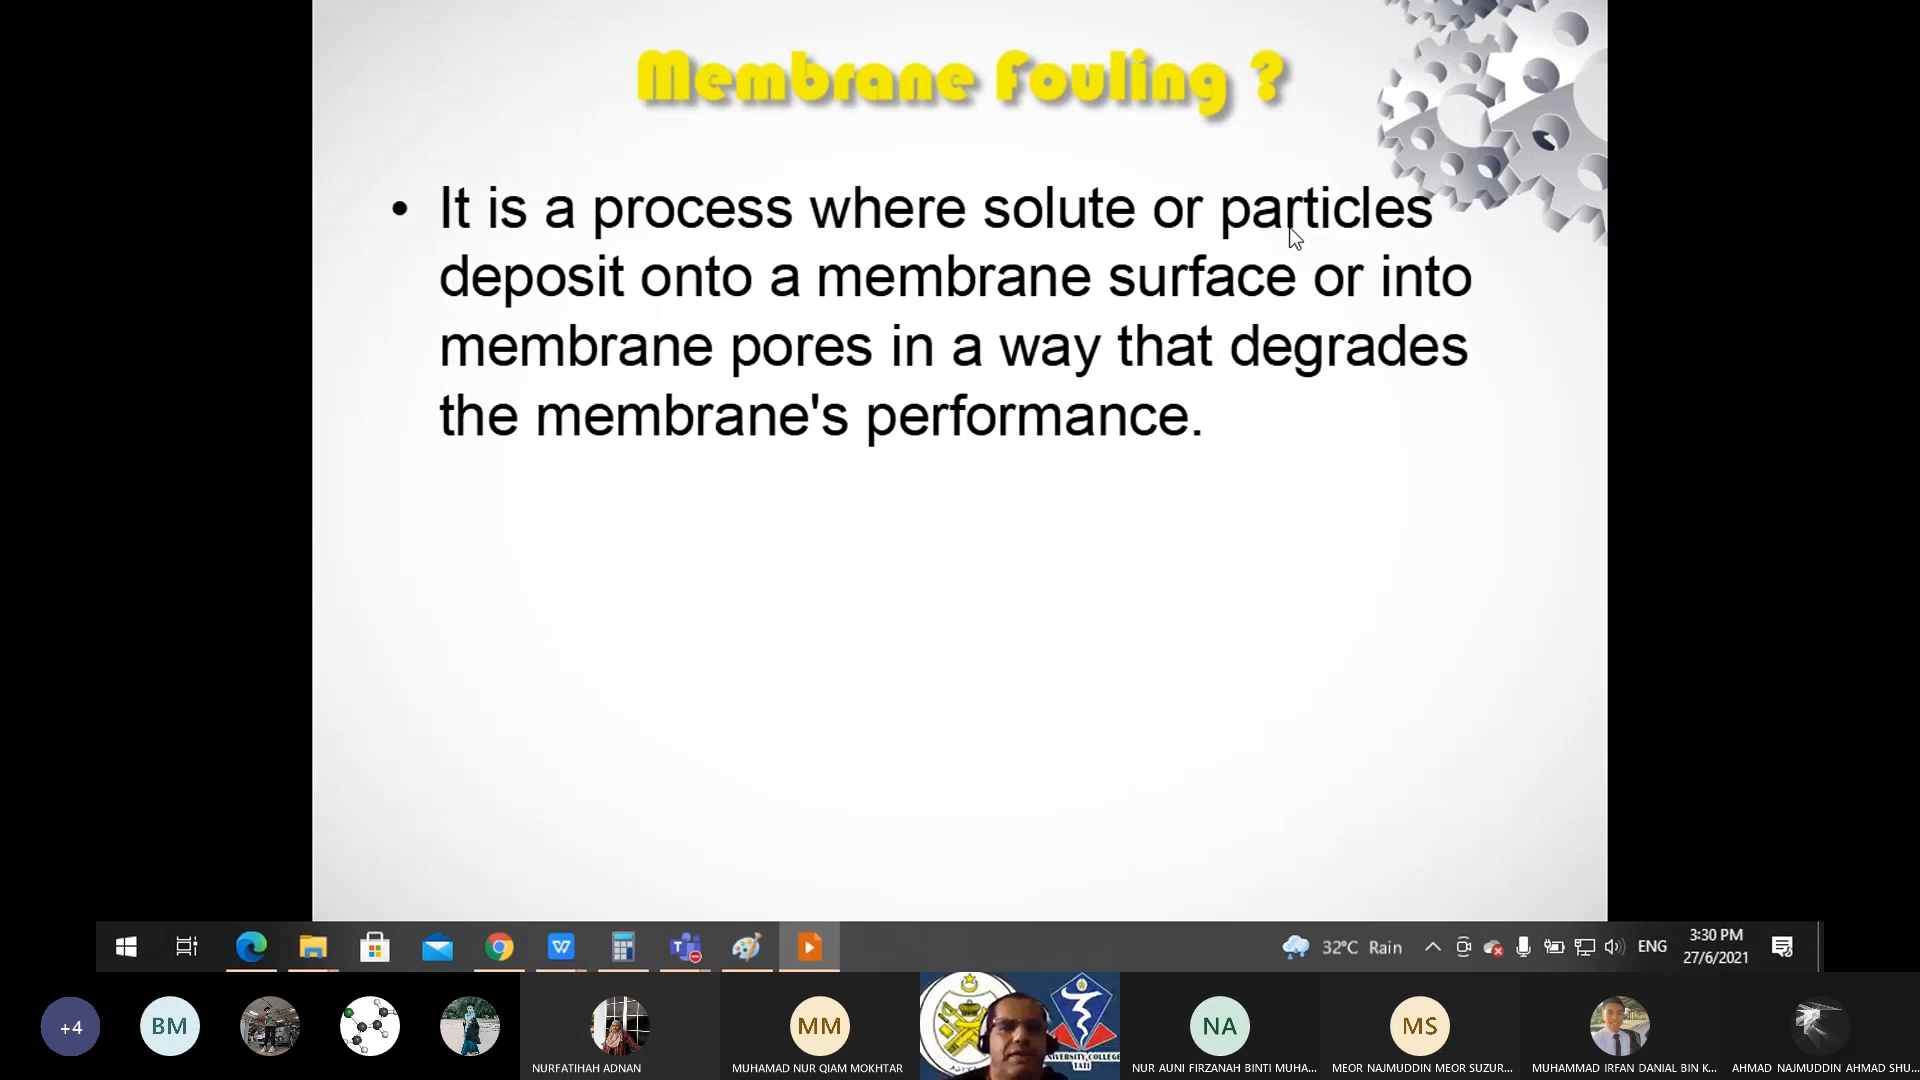 Membrane Fouling ?
• It is a process where solute or particles
deposit onto a membrane surface or into
membrane pores in a way that degrades
the membrane's performance.
32°C Rain
ENG
3:30 PM
27/6/2021
+4
BM
NURFATIHAH ADNAN
MM
MUHAMAD NUR QIAM MOKHTAR
UNIVERSITY COLLEGE
TATI
NA
NUR AUNI FIRZANAH BINTI MUHA...
MS
MEOR NAJMUDDIN MEOR SUZUR...
MUHAMMAD IRFAN DANIAL BIN K...
AHMAD NAJMUDDIN AHMAD SHU...